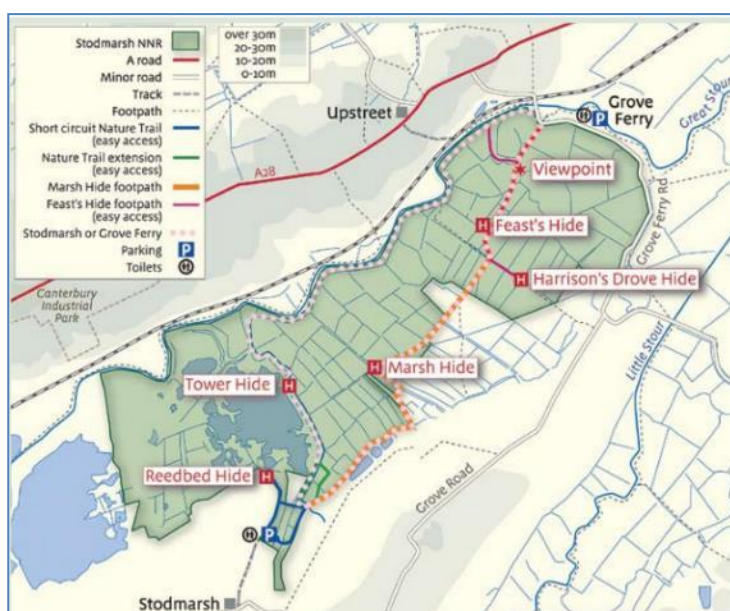 Stodmarsh NNR
A road
Minor road
Track
Footpath
Short circuit Nature Trail
(easy access)
Nature Trail extension
(easy access)
Marsh Hide footpath
Feast's Hide footpath
(easy access)
Stodmarsh or Grove Ferry
Parking
P
Toilets
over 30m
20-30m
10-20m
0-10m
Upstreet
Grove
Ferry
P
Great Stour
A28
Viewpoint
H
Feast's Hide
Grove Ferry Rd
H
Harrison's Drove Hide
Canterbury
Industrial
Park
Little Stour
H
Marsh Hide
Tower Hide
H
Reedbed Hide
H
Grove Road
P
Stodmarsh